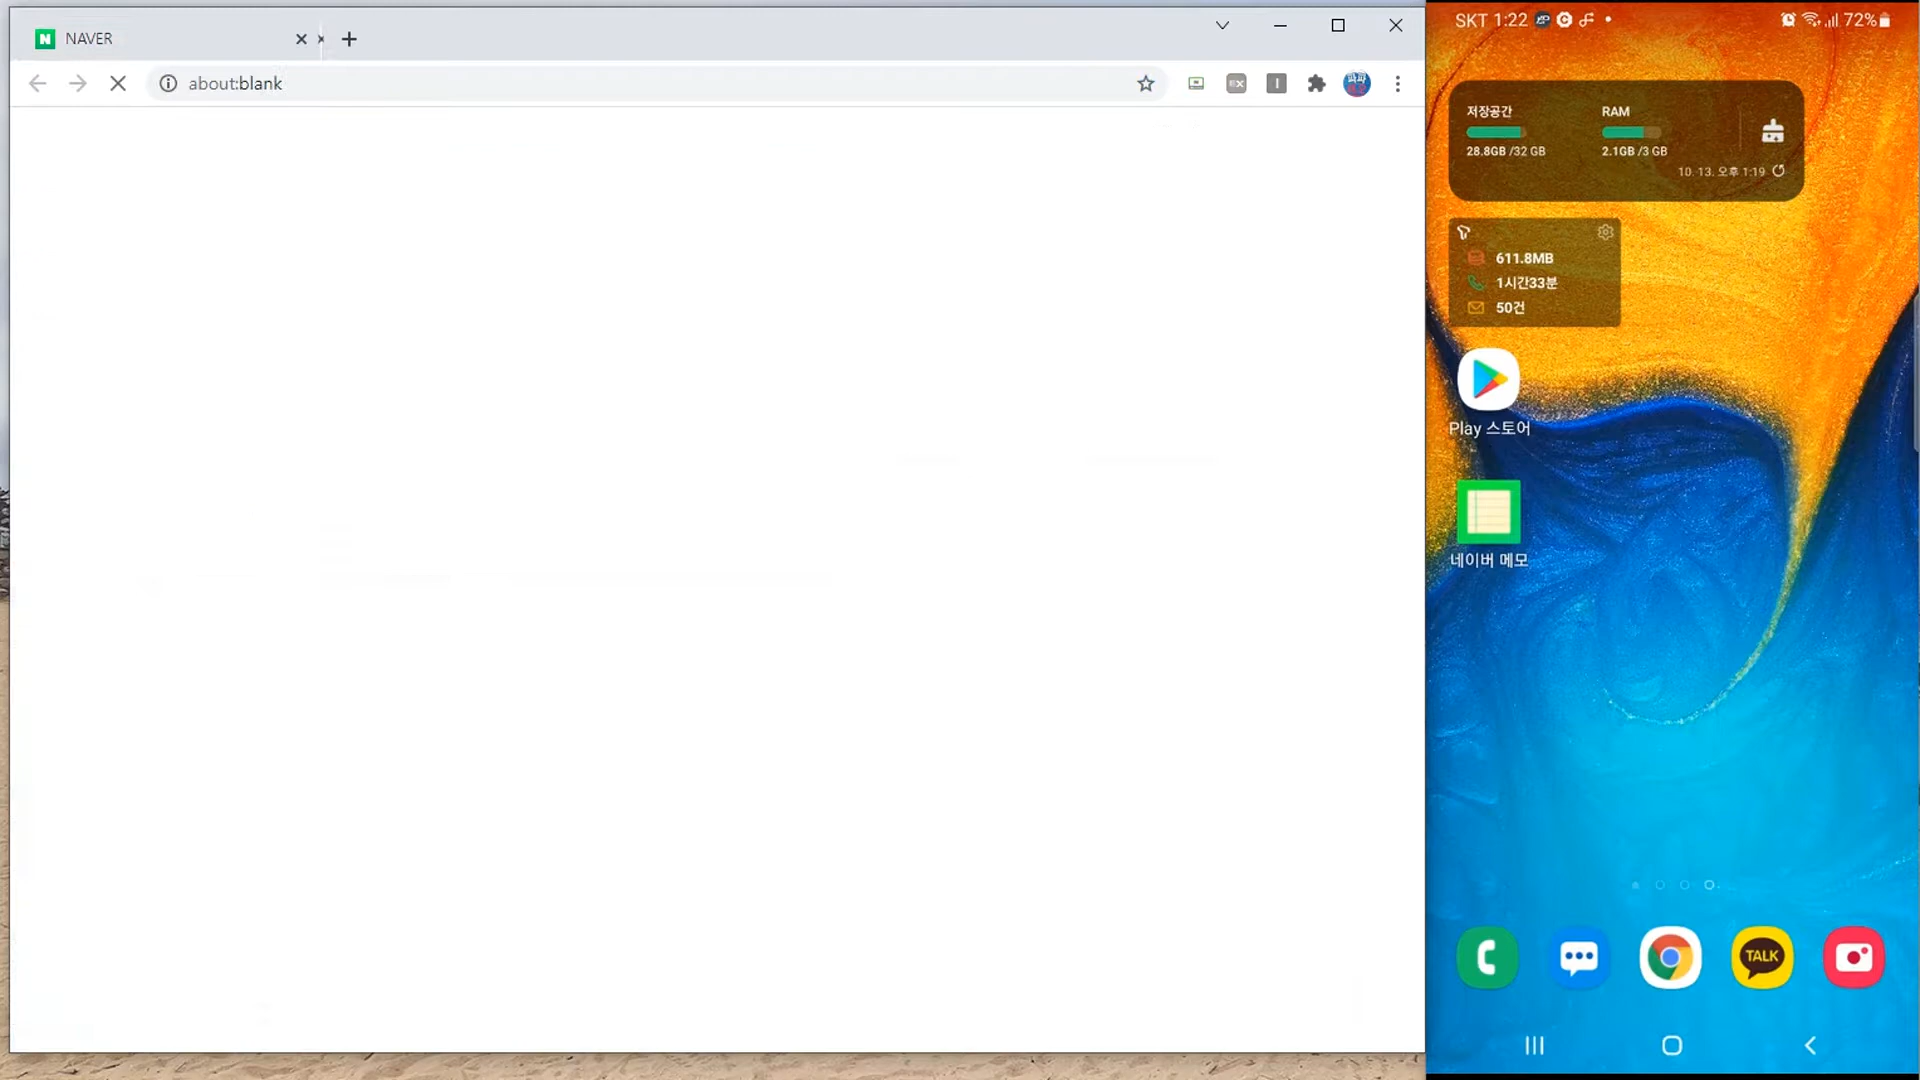 NAVER
about:blank
EX
SKT 1:22
72%
저장공간
RAM
28.8GB /32 GB
2.1GB /3 GB
10. 13. 오후 1:19
611.8MB
1시간33분
50건
Play 스토어
네이버 메모
TALK